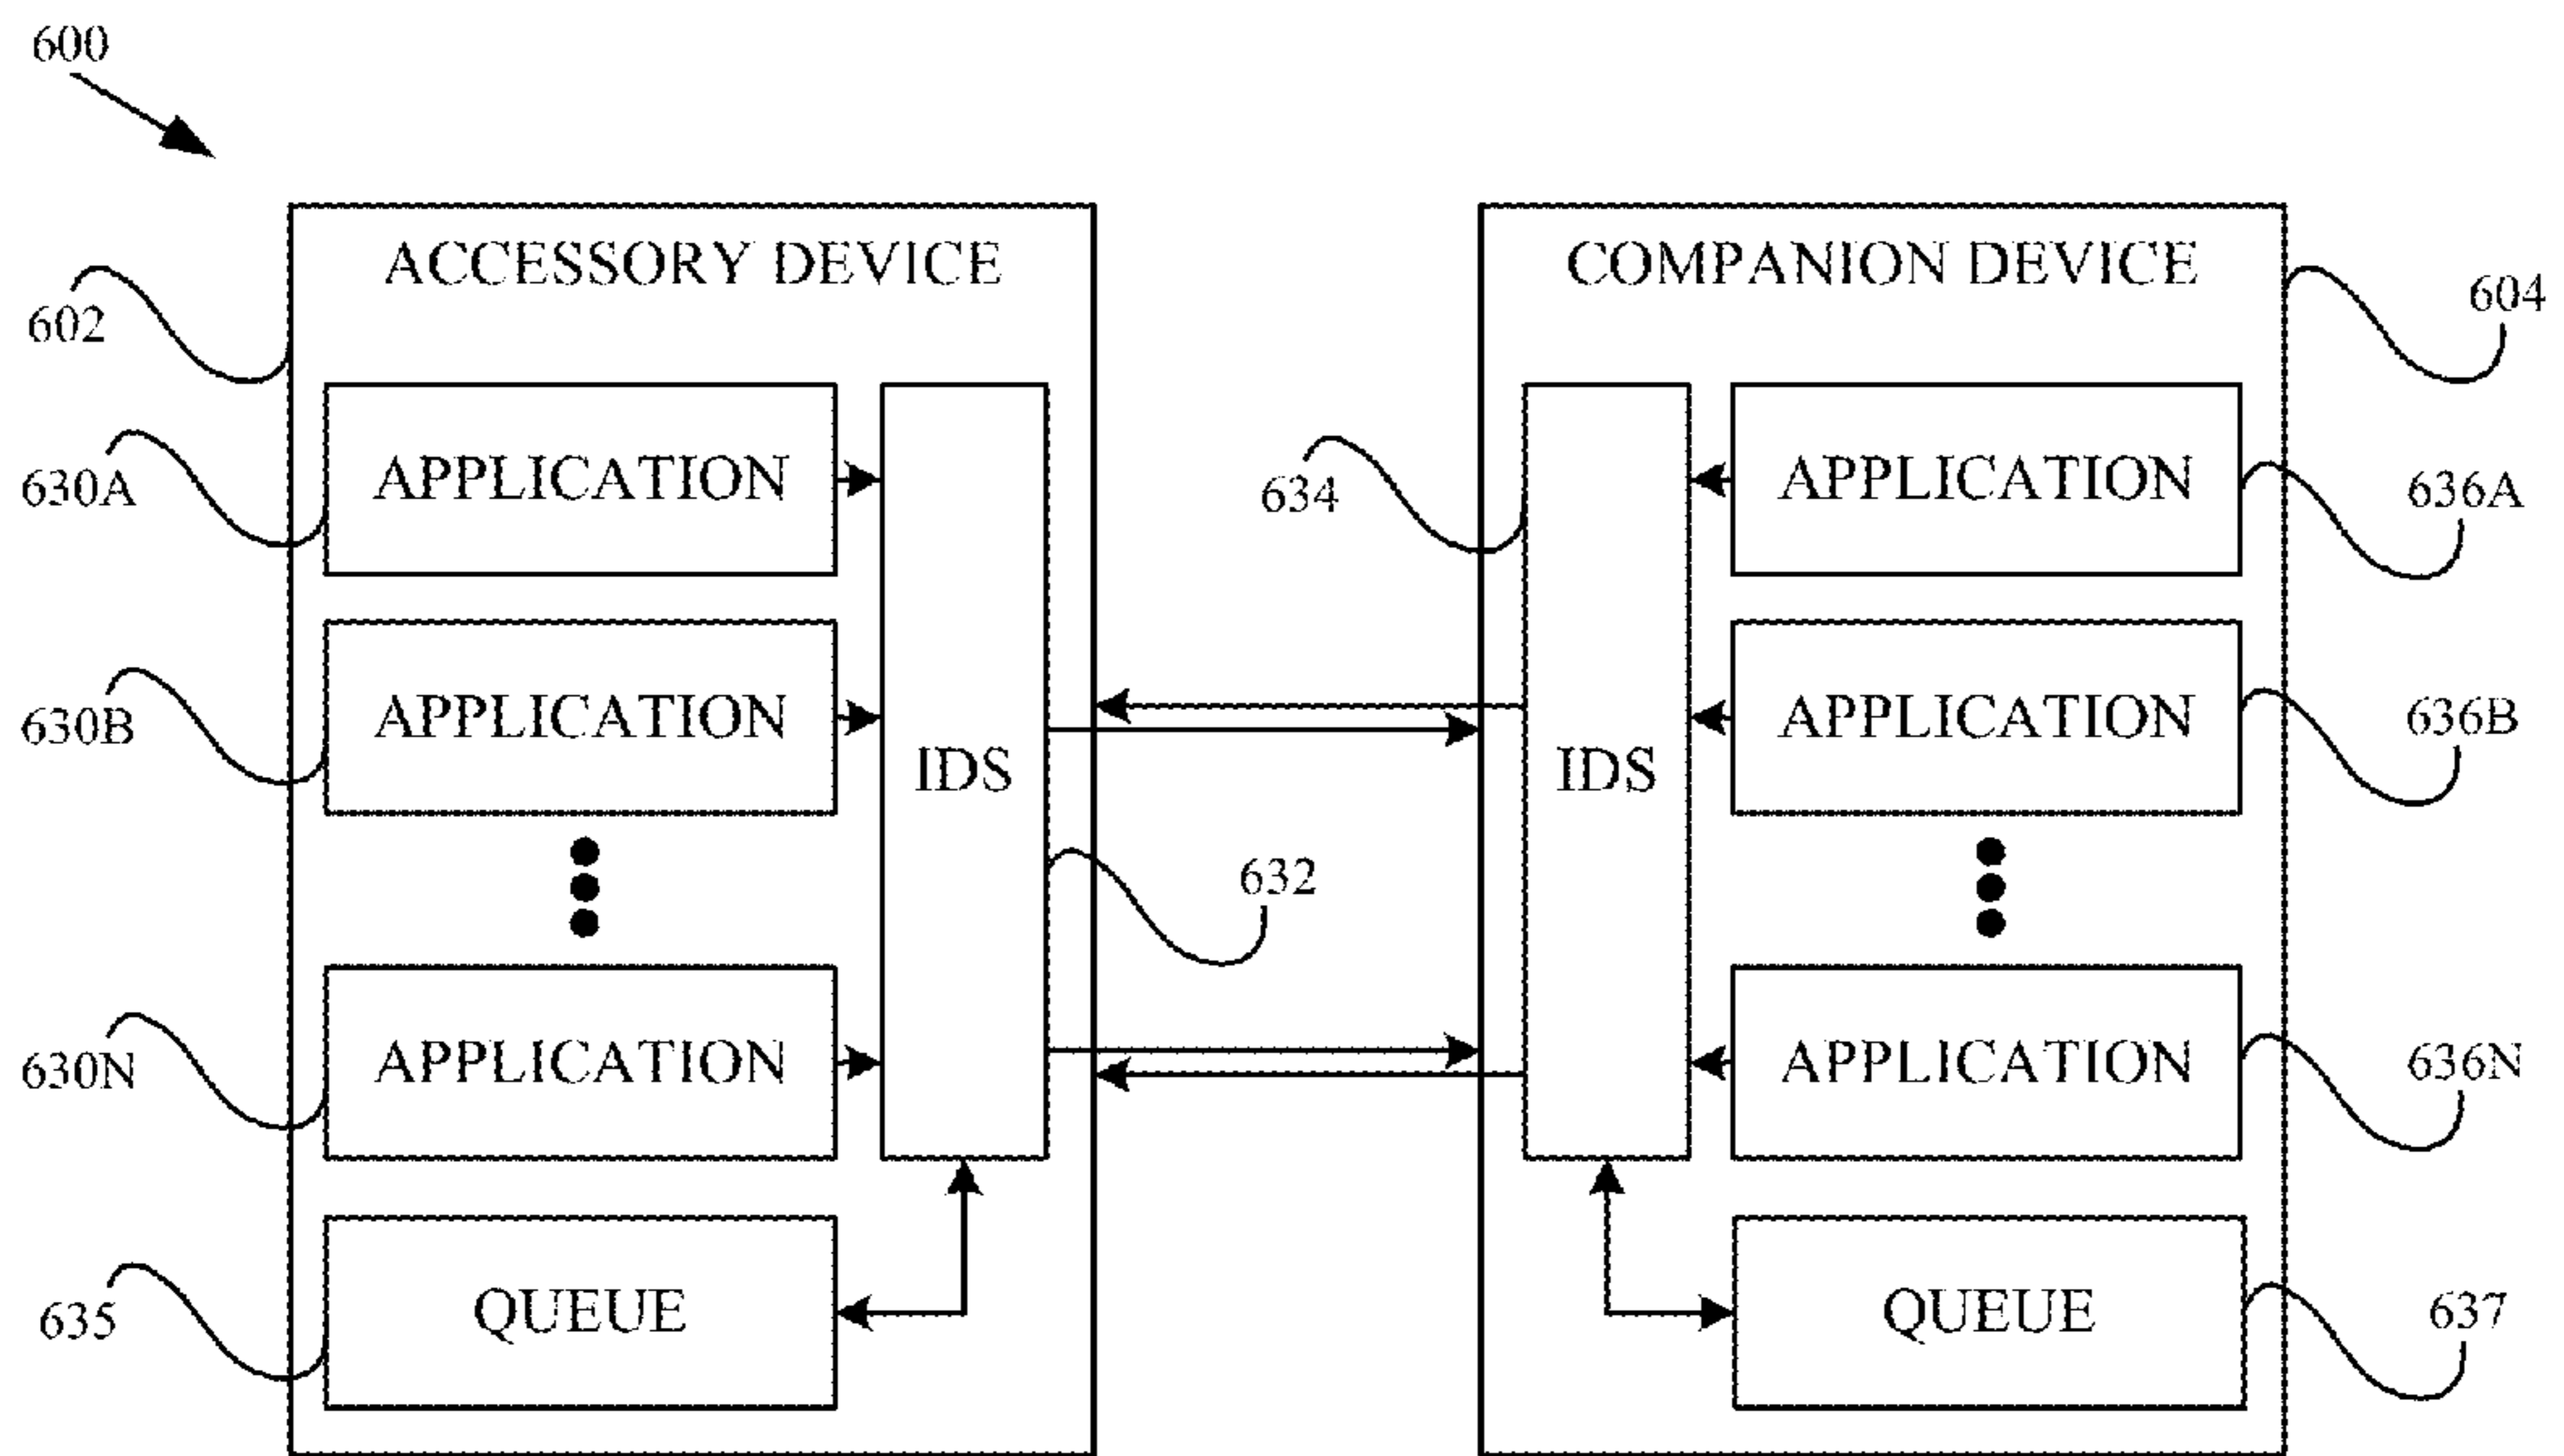 600
ACCESSORY DEVICE
COMPANION DEVICE
602
604
630A
APPLICATION
634
APPLICATION
636A
630B
APPLICATION
IDS
IDS
APPLICATION
636B
632
630N
APPLICATION
APPLICATION
636N
635
QUEUE
QUEUE
637